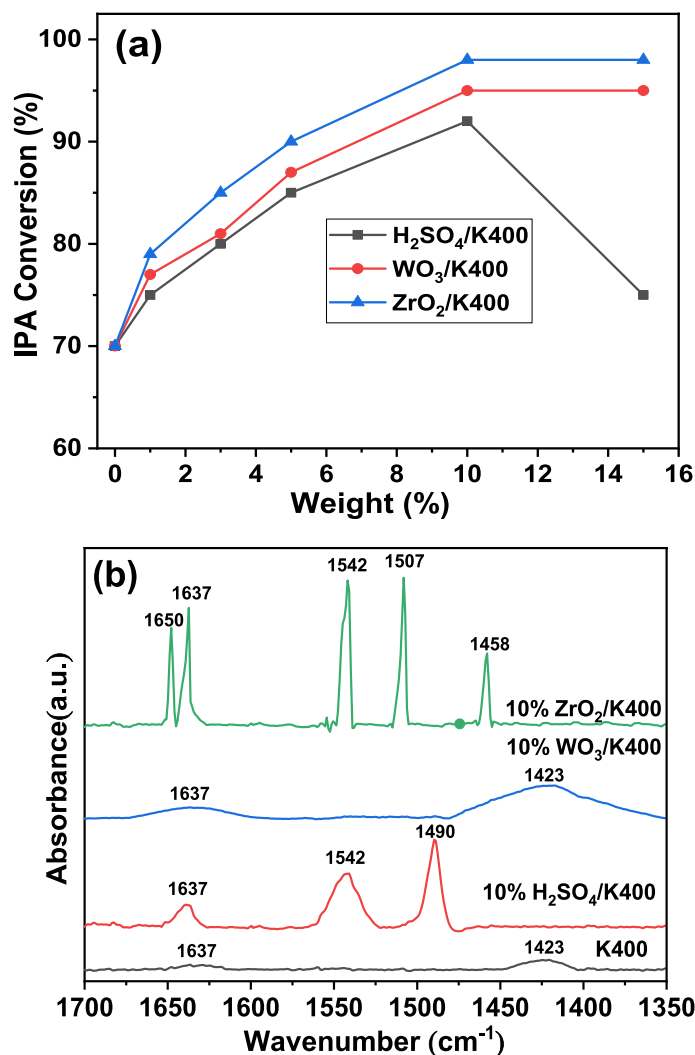 (a)
100
90
80
70
60
IPA Conversion (%)
H₂SO₄/K400
WO₃/K400
ZrO₂/K400
0 2 4 6 8 10 12 14 16
Weight (%)
(b)
1650
1637
1542
1507
1458
10% ZrO₂/K400
10% WO₃/K400
1637
1423
1637
1542
1490
10% H₂SO₄/K400
1637
1423
K400
Absorbance(a.u.)
1700 1650 1600 1550 1500 1450 1400 1350
Wavenumber (cm⁻¹)